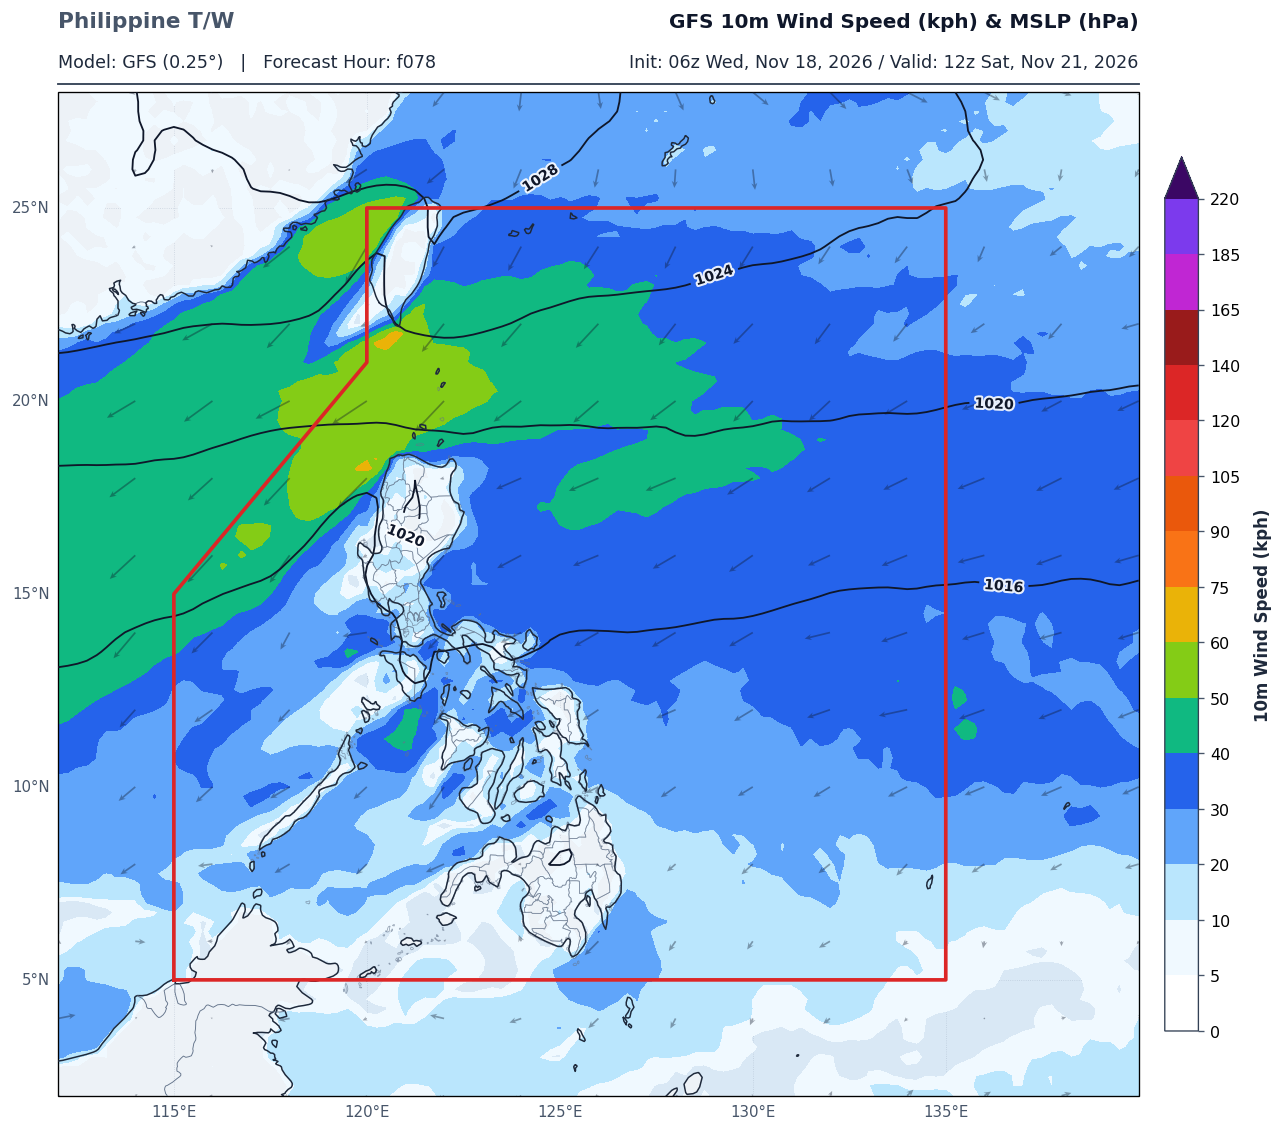 Philippine T/W
GFS 10m Wind Speed (kph) & MSLP (hPa)
Model: GFS (0.25°) | Forecast Hour: f078
Init: 06z Wed, Nov 18, 2026 / Valid: 12z Sat, Nov 21, 2026
1028
1024
1020
1020
1016
25°N
20°N
15°N
10°N
5°N
115°E
120°E
125°E
130°E
135°E
220
185
165
140
120
105
90
75
60
50
40
30
20
10
5
0
10m Wind Speed (kph)